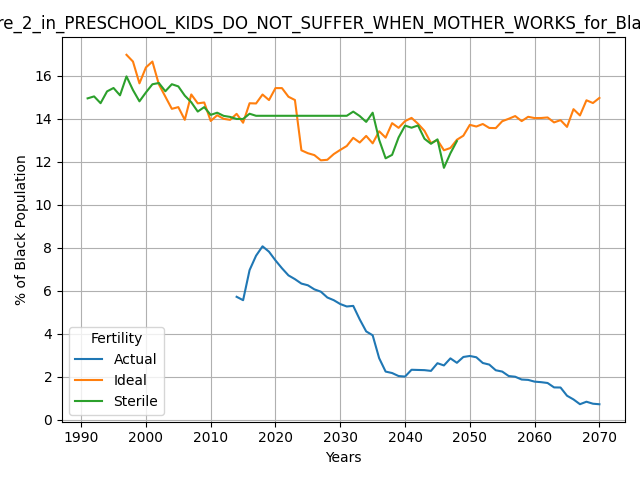 re_2_in_PRESCHOOL_KIDS_DO_NOT_SUFFER_WHEN_MOTHER_WORKS_for_Bla
% of Black Population
16
14
12
10
8
6
4
2
0
Fertility
Actual
Ideal
Sterile
1990 2000 2010 2020 2030 2040 2050 2060 2070
Years